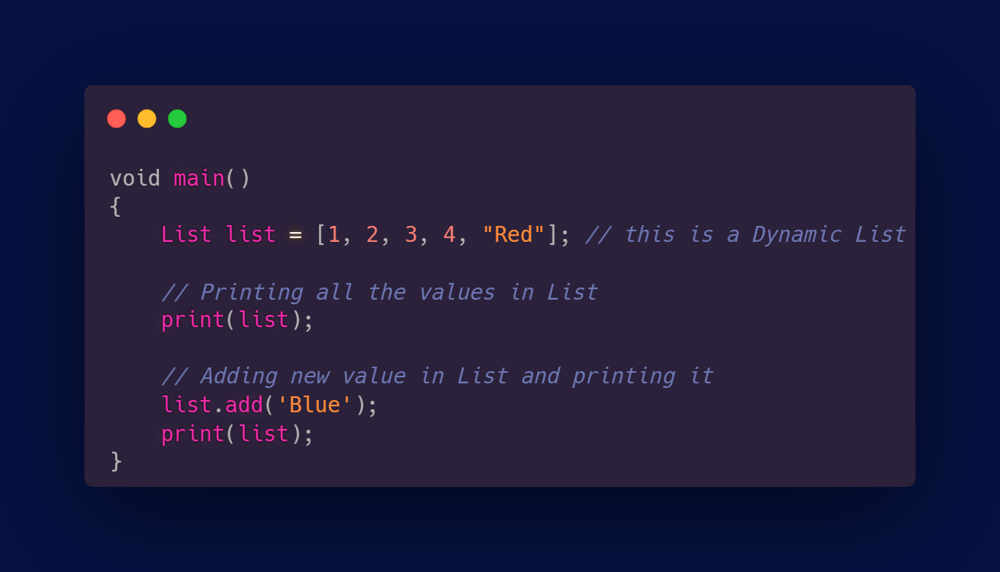 void main()
{
    List list = [1, 2, 3, 4, "Red"]; // this is a Dynamic List

    // Printing all the values in List
    print(list);

    // Adding new value in List and printing it
    list.add('Blue');
    print(list);
}